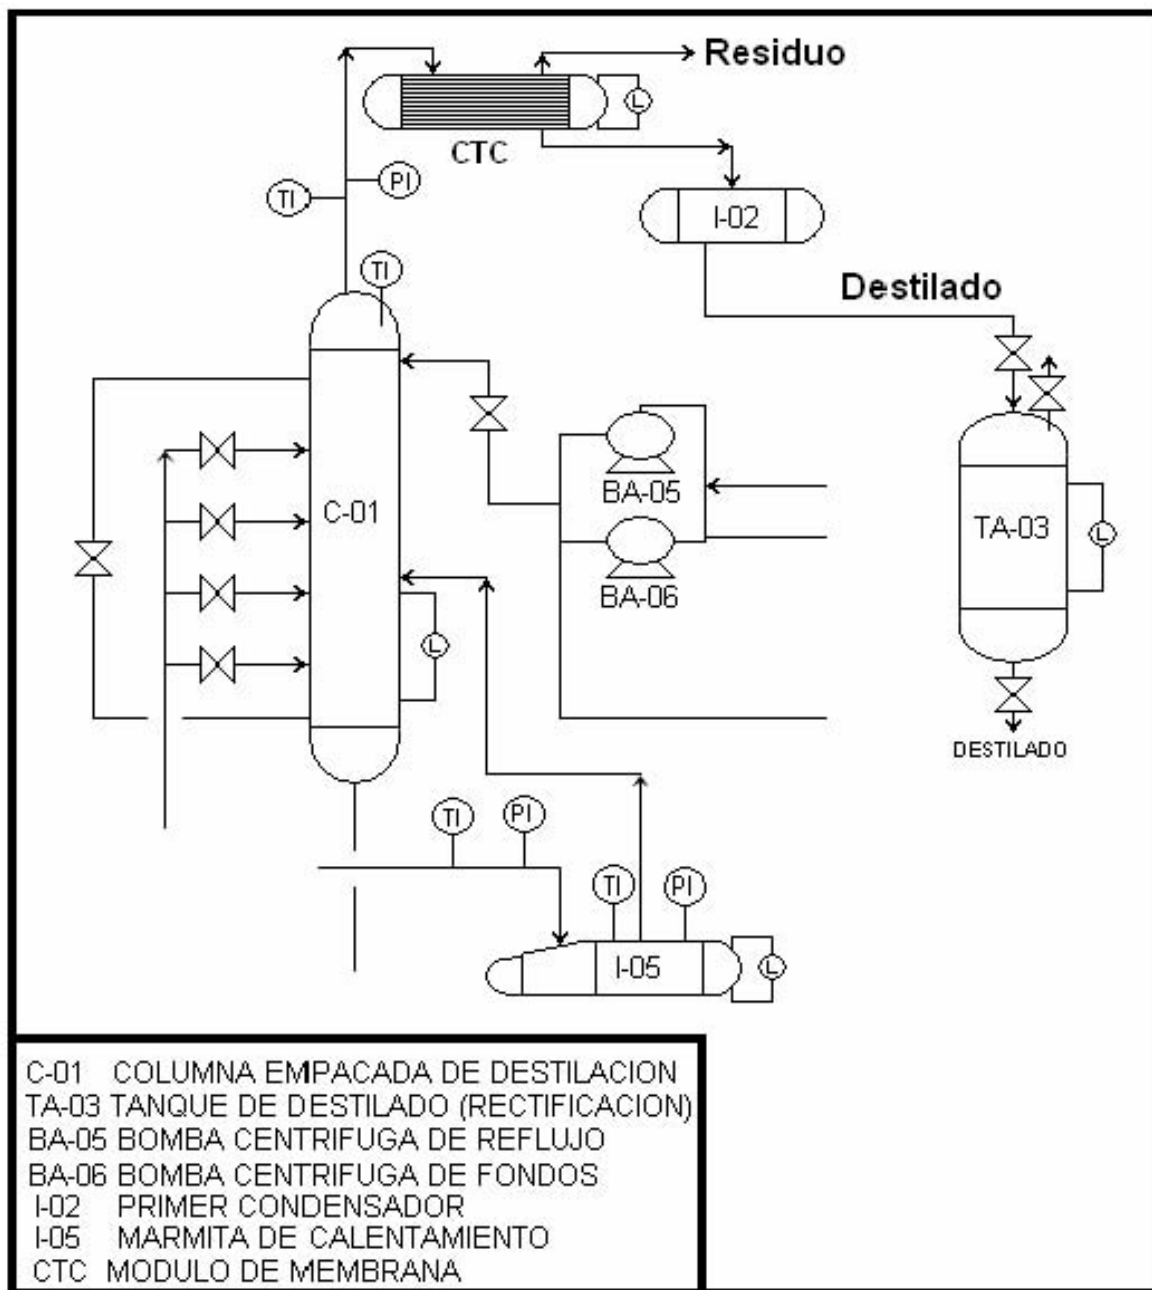 Residuo
L
CTC
PI
TI
I-02
TI
Destilado
BA-05
C-01
TA-03
L
BA-06
L
DESTILADO
TI
PI
TI
PI
I-05
L
C-01 COLUMNA EMPACADA DE DESTILACION
TA-03 TANQUE DE DESTILADO (RECTIFICACION)
BA-05 BOMBA CENTRIFUGA DE REFLUJO
BA-06 BOMBA CENTRIFUGA DE FONDOS
I-02 PRIMER CONDENSADOR
I-05 MARMITA DE CALENTAMIENTO
CTC MODULO DE MEMBRANA